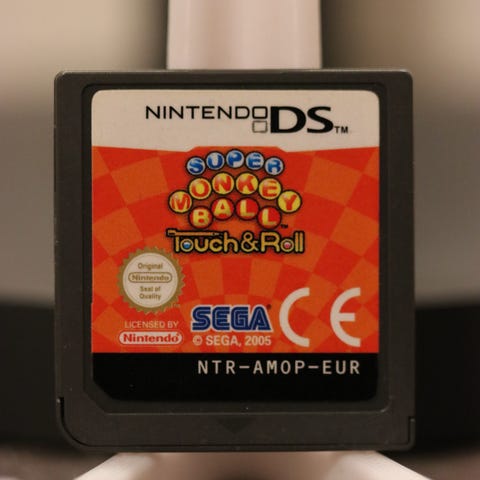 NINTENDO DS TM
SUPER
MONKEY
BALL TM
Touch & Roll
Original
Nintendo
Seal of
Quality
LICENSED BY
Nintendo
SEGA
© SEGA, 2005
CE
NTR-AMOP-EUR